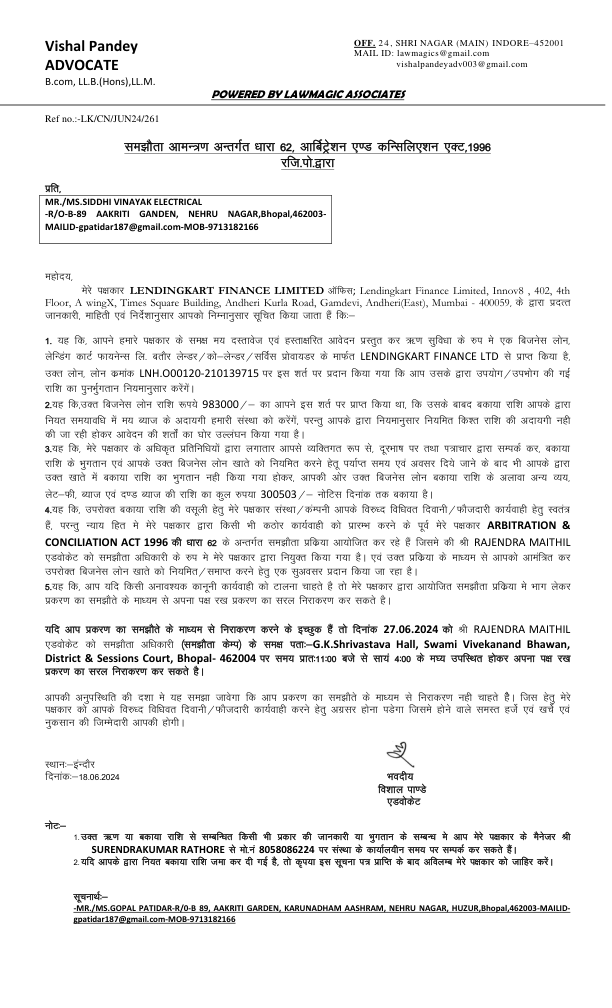 Vishal Pandey
ADVOCATE
B.com, LL.B.(Hons),LL.M.
OFF. 24, SHRI NAGAR (MAIN) INDORE–452001
MAIL ID: lawmagics@gmail.com
vishalpandeyadv003@gmail.com
POWERED BY LAWMAGIC ASSOCIATES
Ref no.:-LK/CN/JUN24/261
समझौता आमन्त्रण अन्तर्गत धारा 62, आर्बिट्रेशन एण्ड कन्सिलिएशन एक्ट,1996
रजि.पो.द्वारा
प्रति,
MR./MS.SIDDHI VINAYAK ELECTRICAL
-R/O-B-89 AAKRITI GANDEN, NEHRU NAGAR,Bhopal,462003-
MAILID-gpatidar187@gmail.com-MOB-9713182166
महोदय,
मेरे पक्षकार LENDINGKART FINANCE LIMITED ऑफिस; Lendingkart Finance Limited, Innov8 , 402, 4th
Floor, A wingX, Times Square Building, Andheri Kurla Road, Gamdevi, Andheri(East), Mumbai - 400059, के द्वारा प्रदत्त
जानकारी, माहिती एवं निर्देशानुसार आपको निम्नानुसार सूचित किया जाता हैं कि:–
1. यह कि, आपने हमारे पक्षकार के समक्ष मय दस्तावेज एवं हस्ताक्षरित आवेदन प्रस्तुत कर ऋण सुविधा के रुप मे एक बिजनेस लोन,
लेन्डिंग कार्ट फायनेन्स लि. बतौर लेन्डर/को–लेन्डर/सर्विस प्रोवायडर के मार्फत LENDINGKART FINANCE LTD से प्राप्त किया है,
उक्त लोन, लोन क्रमांक LNH.O00120-210139715 पर इस शर्त पर प्रदान किया गया कि आप उसके द्वारा उपयोग/उपभोग की गई
राशि का पुनर्मुगतान नियमानुसार करेंगें।
2.यह कि,उक्त बिजनेस लोन राशि रूपये 983000/– का आपने इस शर्त पर प्राप्त किया था, कि उसके बाबद बकाया राशि आपके द्वारा
नियत समयावधि में मय ब्याज के अदायगी हमारी संस्था को करेंगें, परन्तु आपके द्वारा नियमानुसार नियमित किश्त राशि की अदायगी नही
की जा रही होकर आवेदन की शर्तों का घोर उल्लंघन किया गया है।
3.यह कि, मेरे पक्षकार के अधिकृत प्रतिनिधियों द्वारा लगातार आपसे व्यक्तिगत रूप से, दूरभाष पर तथा पत्राचार द्वारा सम्पर्क कर, बकाया
राशि के भुगतान एवं आपके उक्त बिजनेस लोन खाते को नियमित करने हेतू पर्याप्त समय एवं अवसर दिये जाने के बाद भी आपके द्वारा
उक्त खाते में बकाया राशि का भुगतान नही किया गया होकर, आपकी ओर उक्त बिजनेस लोन बकाया राशि के अलावा अन्य व्यय,
लेट–फी, ब्याज एवं दण्ड ब्याज की राशि का कुल रुपया 300503/– नोटिस दिनांक तक बकाया है।
4.यह कि, उपरोक्त बकाया राशि की वसूली हेतु मेरे पक्षकार संस्था/कंम्पनी आपके विरुध्द विधिवत दिवानी/फौजदारी कार्यवाही हेतु स्वतंत्र
हैं, परन्तु न्याय हित मे मेरे पक्षकार द्वारा किसी भी कठोर कार्यवाही को प्रारम्भ करने के पूर्व मेरे पक्षकार ARBITRATION &
CONCILIATION ACT 1996 की धारा 62 के अन्तर्गत समझौता प्रक्रिया आयोजित कर रहे हैं जिसमे की श्री RAJENDRA MAITHIL
एडवोकेट को समझौता अधिकारी के रुप मे मेरे पक्षकार द्वारा नियुक्त किया गया है। एवं उक्त प्रक्रिया के माध्यम से आपको आमंत्रित कर
उपरोक्त बिजनेस लोन खाते को नियमित/समाप्त करने हेतु एक सुअवसर प्रदान किया जा रहा है।
5.यह कि, आप यदि किसी अनावश्यक कानूनी कार्यवाही को टालना चाहते है तो मेरे पक्षकार द्वारा आयोजित समझौता प्रक्रिया मे भाग लेकर
प्रकरण का समझौते के माध्यम से अपना पक्ष रख प्रकरण का सरल निराकरण कर सकते है।
यदि आप प्रकरण का समझौते के माध्यम से निराकरण करने के इच्छुक हैं तो दिनांक 27.06.2024 को श्री RAJENDRA MAITHIL
एडवोकेट को समझौता अधिकारी (समझौता केम्प) के समक्ष पताः–G.K.Shrivastava Hall, Swami Vivekanand Bhawan,
District & Sessions Court, Bhopal- 462004 पर समय प्रातः11:00 बजे से सायं 4:00 के मघ्य उपस्थित होकर अपना पक्ष रख
प्रकरण का सरल निराकरण कर सकते है।
आपकी अनुपस्थिति की दशा मे यह समझा जावेगा कि आप प्रकरण का समझौते के माध्यम से निराकरण नही चाहते हैै। जिस हेतु मेरे
पक्षकार को आपके विरुध्द विधिवत दिवानी/फौजदारी कार्यवाही करने हेतु अग्रसर होना पडेगा जिसमे होने वाले समस्त हर्जे एवं खर्चे एवं
नुकसान की जिम्मेदारी आपकी होगी।
स्थानः–इंन्दौर
दिनांकः–18.06.2024
भवदीय
विशाल पाण्डे
एडवोकेट
नोटः–
1.उक्त ऋण या बकाया राशि से सम्बन्धित किसी भी प्रकार की जानकारी या भुगतान के सम्बन्ध मे आप मेरे पक्षकार के मैनेजर श्री
SURENDRAKUMAR RATHORE से मो.नं 8058086224 पर संस्था के कार्यालयीन समय पर सम्पर्क कर सकते हैं।
2.यदि आपके द्वारा नियत बकाया राशि जमा कर दी गई है, तो कृपया इस सूचना पत्र प्राप्ति के बाद अविलम्ब मेरे पक्षकार को जाहिर करें।
सूचनार्थः–
-MR./MS.GOPAL PATIDAR-R/0-B 89, AAKRITI GARDEN, KARUNADHAM AASHRAM, NEHRU NAGAR, HUZUR,Bhopal,462003-MAILID-
gpatidar187@gmail.com-MOB-9713182166